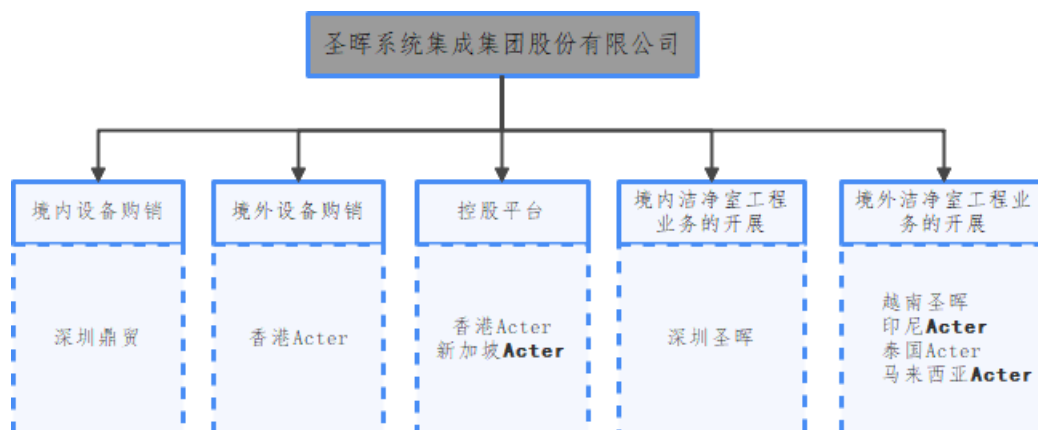 圣晖系统集成集团股份有限公司
境内设备购销
境外设备购销
控股平台
境内洁净室工程
业务的开展
境外洁净室工程业
务的开展
深圳鼎贸
香港Acter
香港Acter
新加坡Acter
深圳圣晖
越南圣晖
印尼Acter
泰国Acter
马来西亚Acter